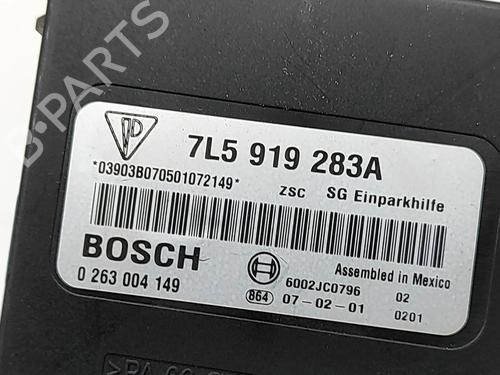 B-PARTS
7L5 919 283A
*03903B070501072149*
ZSC SG Einparkhilfe
BOSCH
0 263 004 149
Assembled in Mexico
6002JC0796 02
864 07-02-01 0201